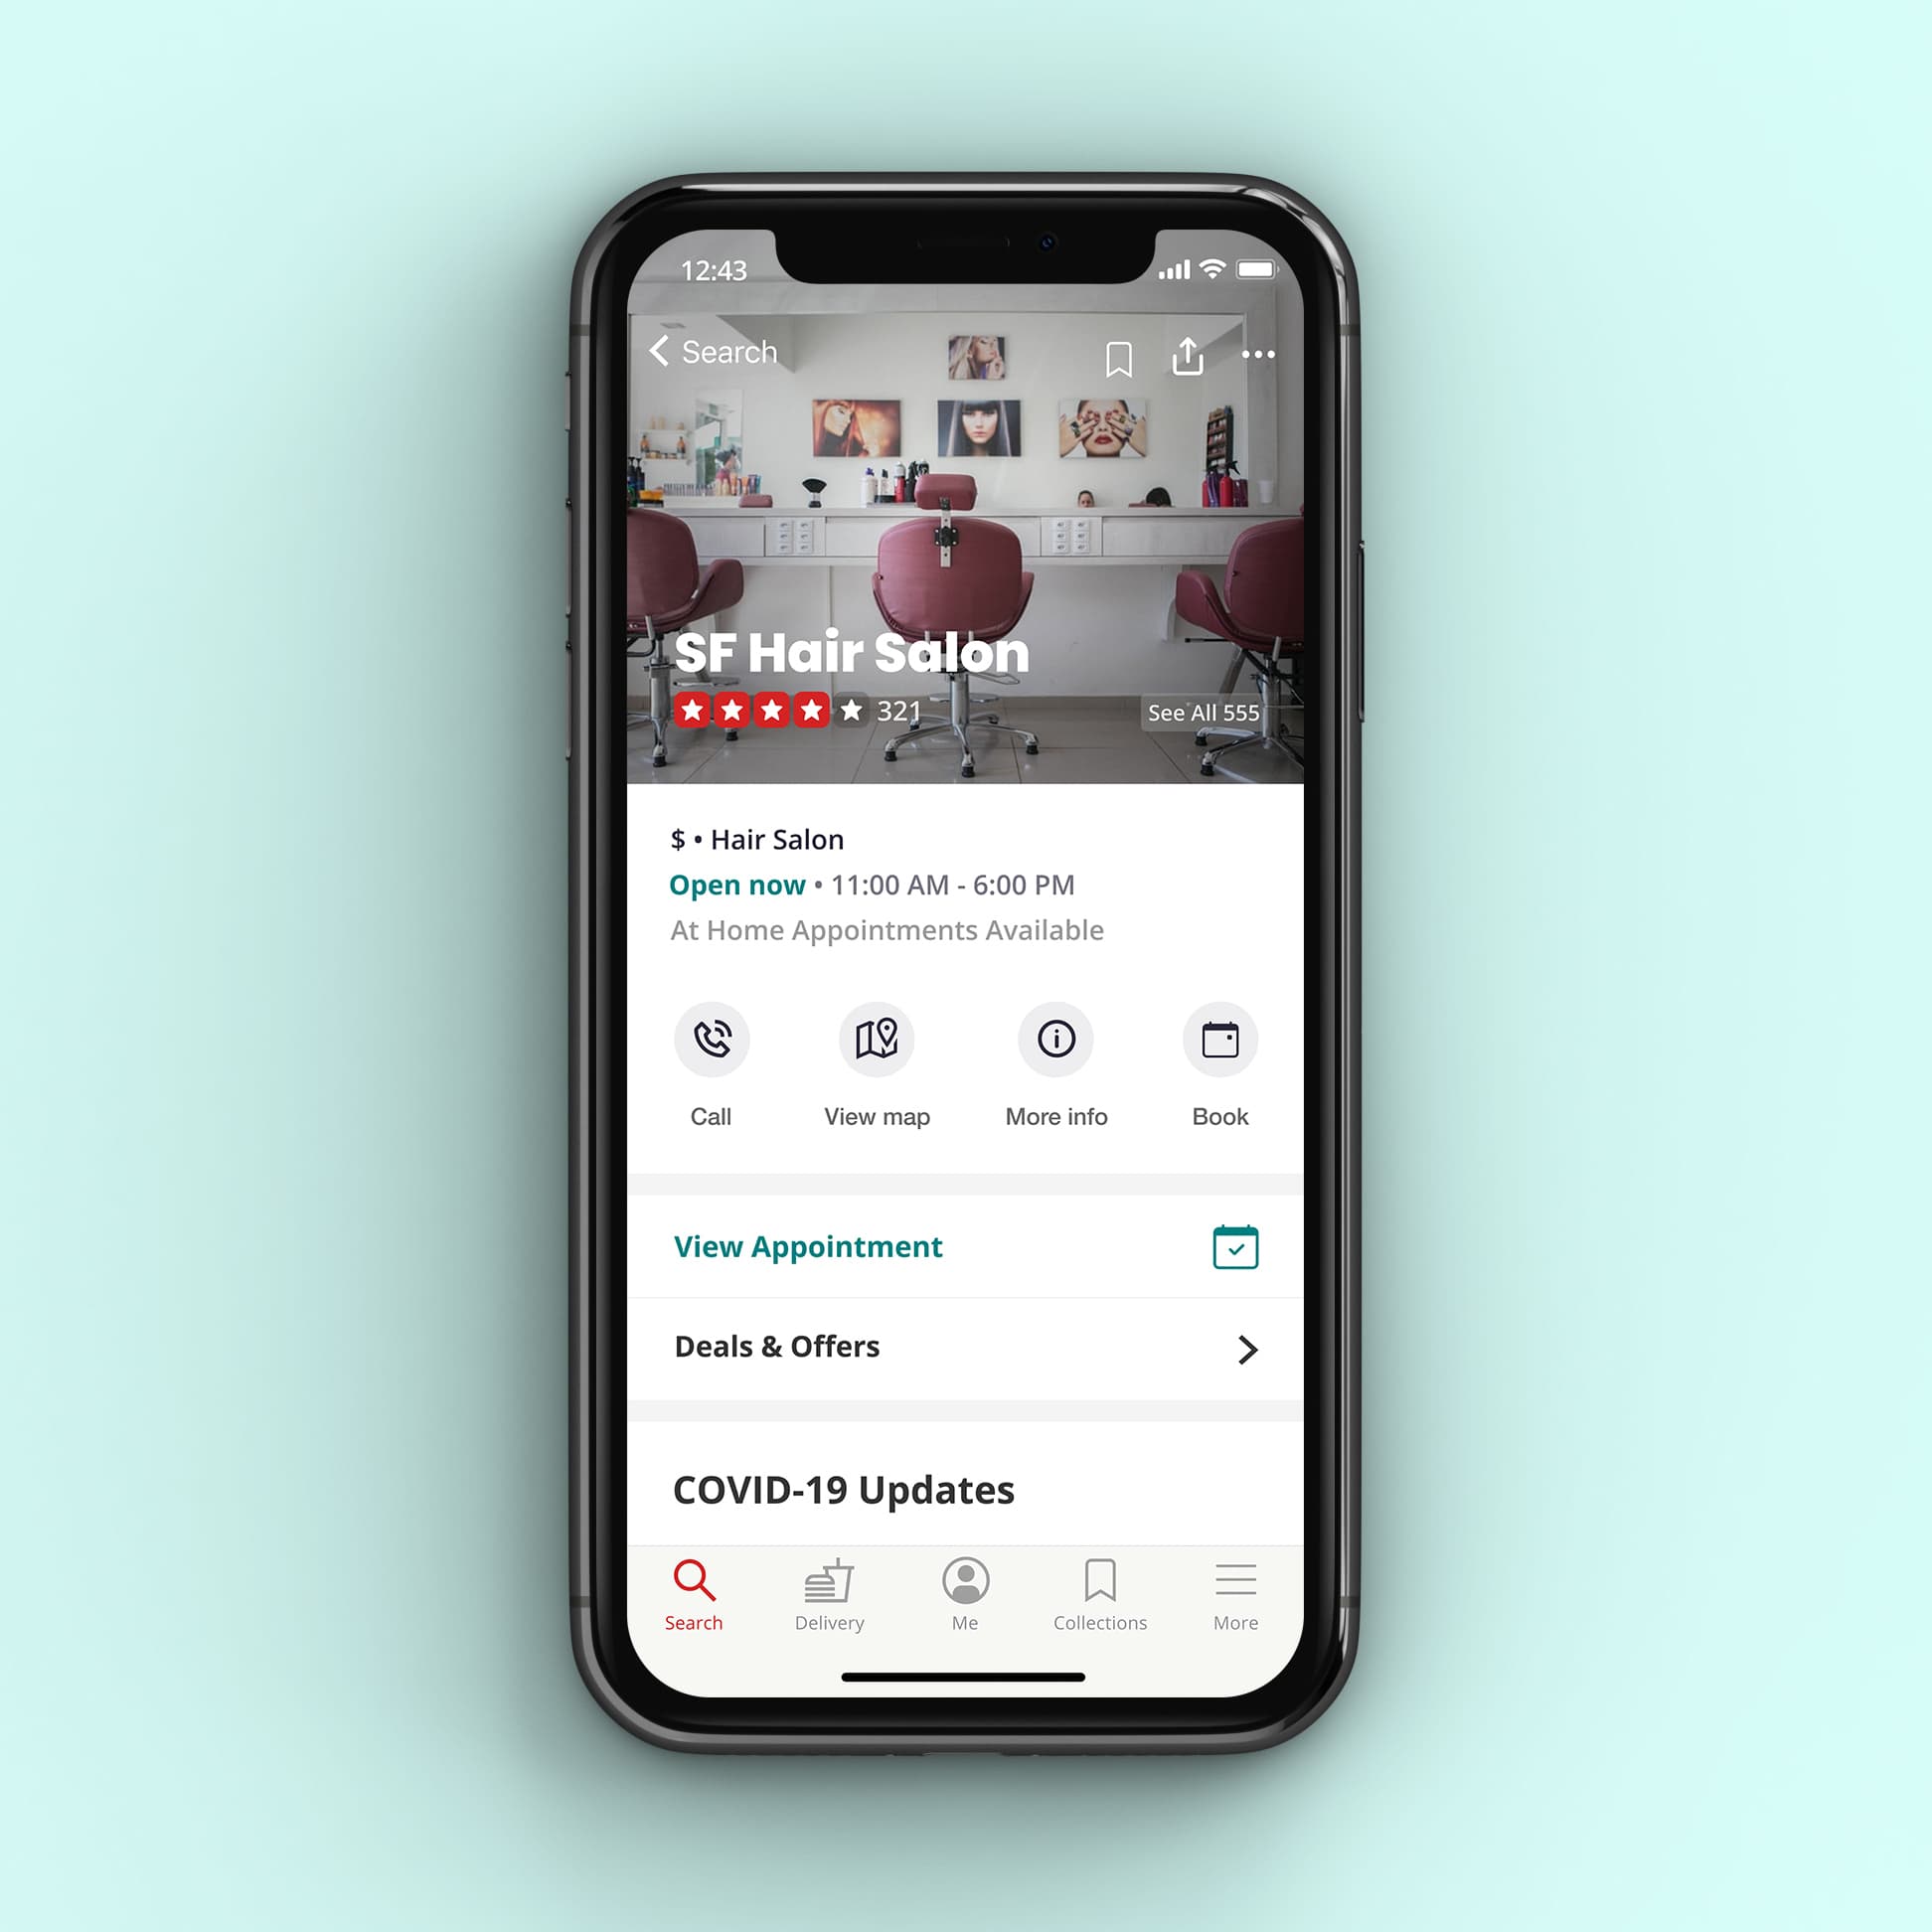 12:43
Search
SF Hair Salon
321
See All 555
$ • Hair Salon
Open now • 11:00 AM - 6:00 PM
At Home Appointments Available
Call
View map
More info
Book
View Appointment
Deals & Offers
COVID-19 Updates
Search
Delivery
Me
Collections
More